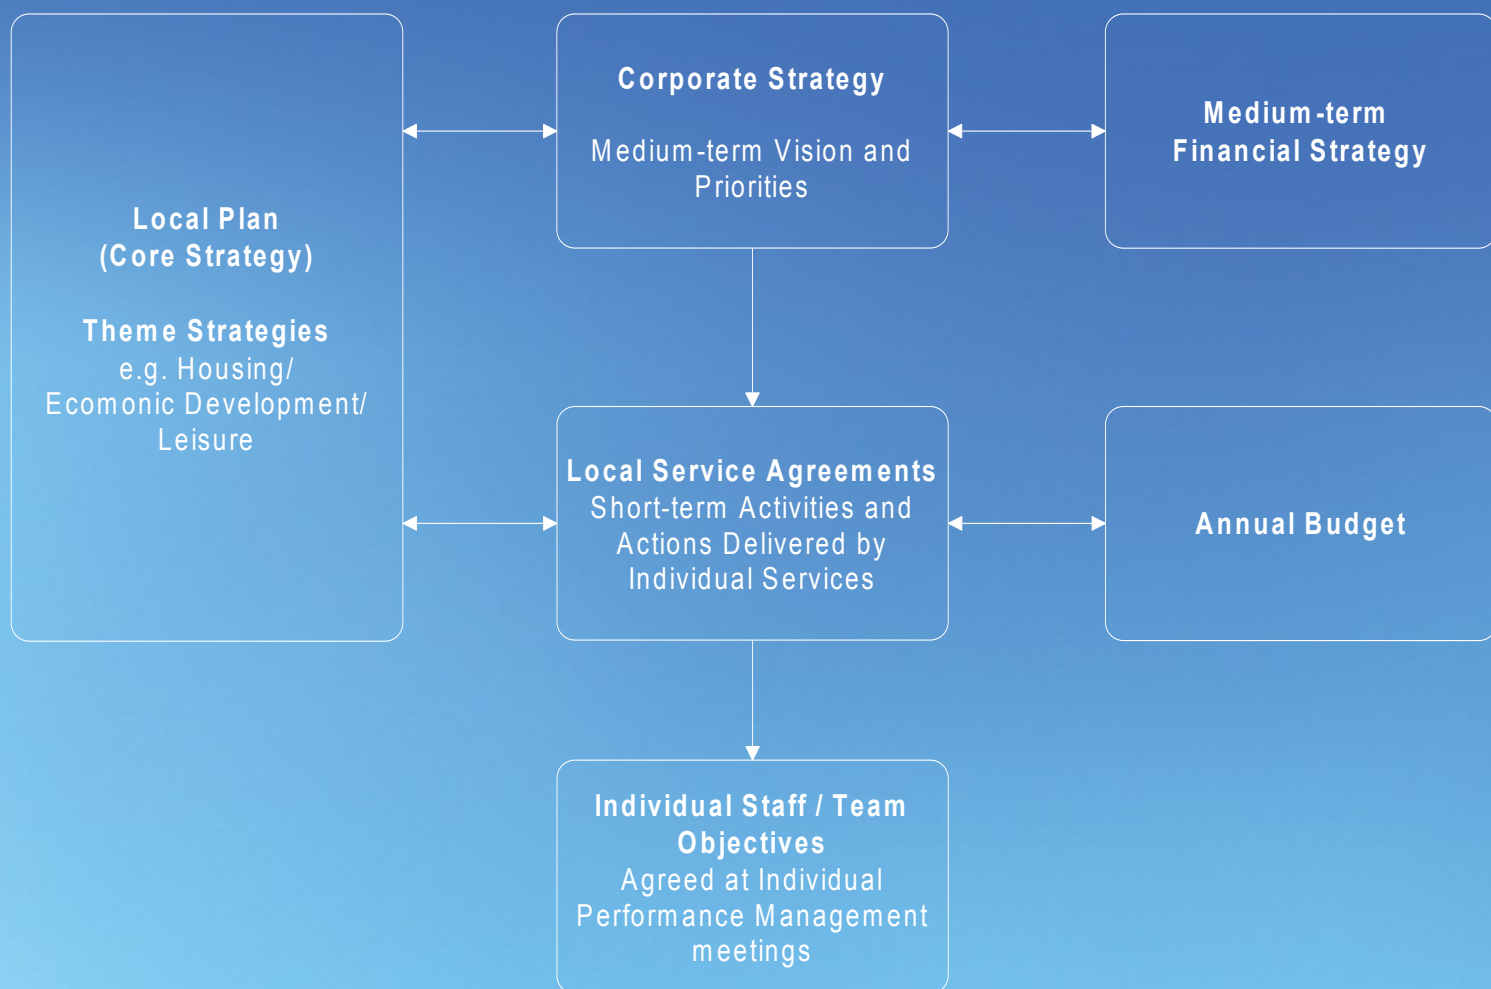 Local Plan
(Core Strategy)
Theme Strategies
e.g. Housing/
Ecomonic Development/
Leisure
Corporate Strategy
Medium-term Vision and
Priorities
Medium-term
Financial Strategy
Local Service Agreements
Short-term Activities and
Actions Delivered by
Individual Services
Annual Budget
Individual Staff / Team
Objectives
Agreed at Individual
Performance Management
meetings